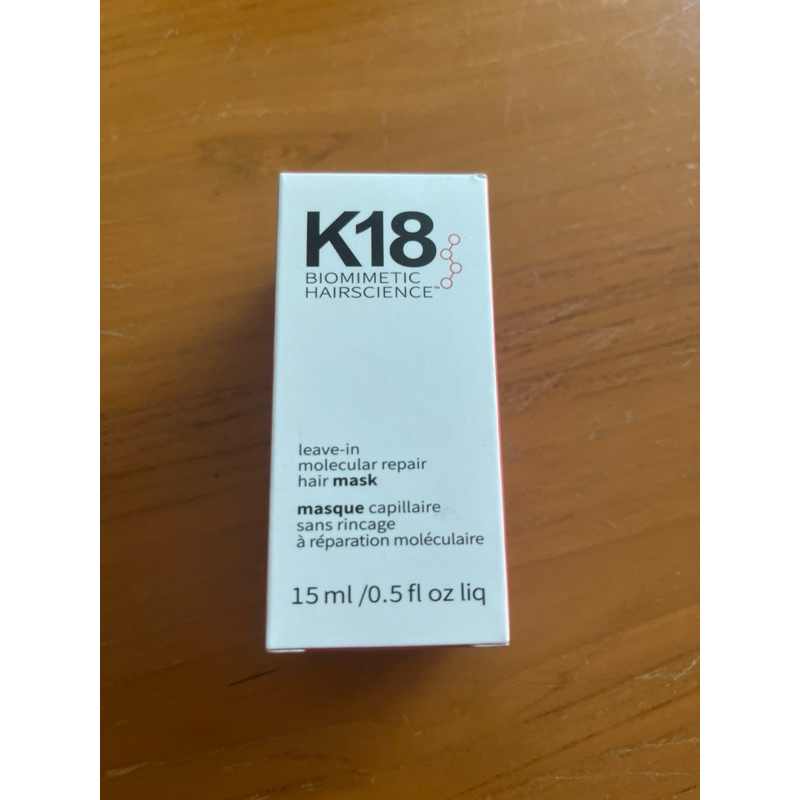 K18
BIOMIMETIC
HAIRSCIENCE™
leave-in
molecular repair
hair mask
masque capillaire
sans rincage
à réparation moléculaire
15 ml /0.5 fl oz liq